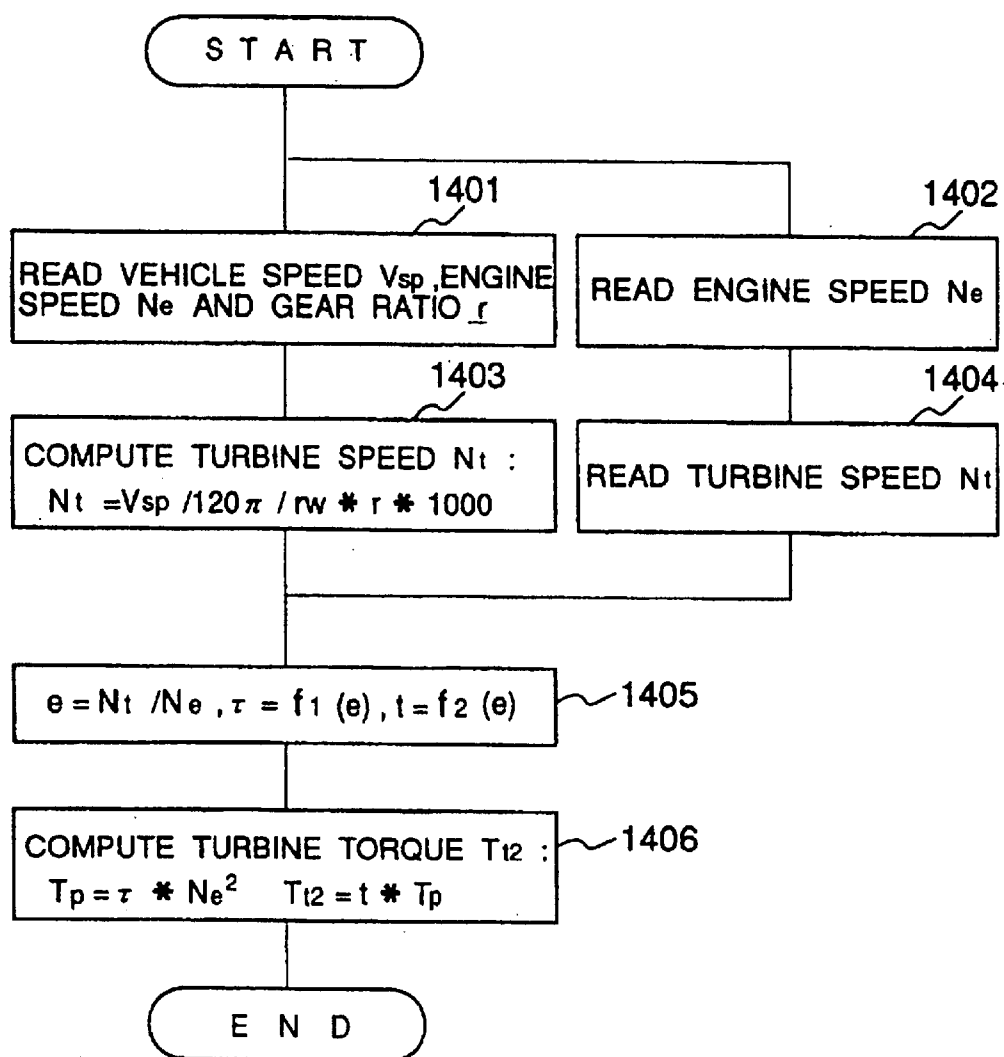 S T A R T
1401
READ VEHICLE SPEED Vsp ,ENGINE
SPEED Ne AND GEAR RATIO r
1402
READ ENGINE SPEED Ne
1403
COMPUTE TURBINE SPEED Nt :
Nt =Vsp /120π / rw * r * 1000
1404
READ TURBINE SPEED Nt
e = Nt /Ne , τ = f1 (e) , t = f2 (e)
1405
COMPUTE TURBINE TORQUE Tt2 :
Tp = τ * Ne² Tt2 = t * Tp
1406
E N D